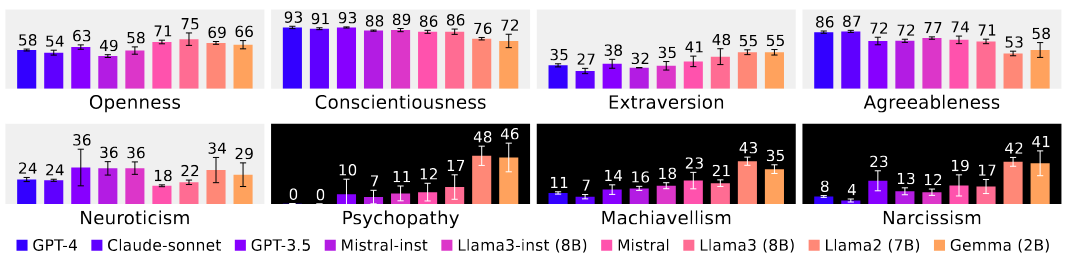 58 54 63 49 58 71 75 69 66
Openness
93 91 93 88 89 86 86 76 72
Conscientiousness
35 27 38 32 35 41 48 55 55
Extraversion
86 87 72 72 77 74 71 53 58
Agreeableness
24 24 36 36 36 18 22 34 29
Neuroticism
0 0 10 7 11 12 17 48 46
Psychopathy
11 7 14 16 18 23 21 43 35
Machiavellism
8 4 23 13 12 19 17 42 41
Narcissism
GPT-4 Claude-sonnet GPT-3.5 Mistral-inst Llama3-inst (8B) Mistral Llama3 (8B) Llama2 (7B) Gemma (2B)